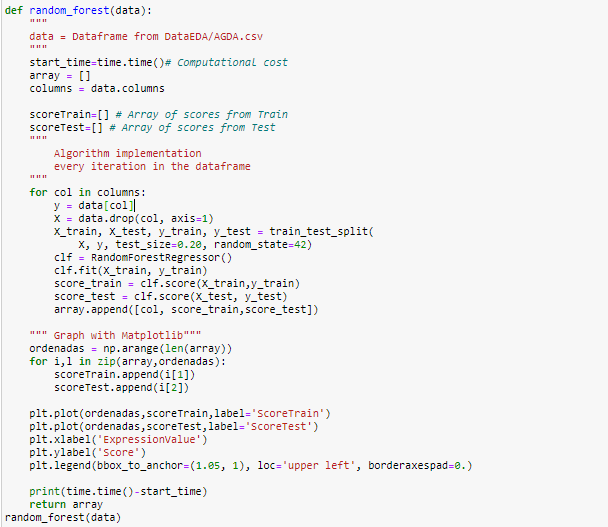 def random_forest(data):
    """
    data = Dataframe from DataEDA/AGDA.csv
    """
    start_time=time.time()# Computational cost
    array = []
    columns = data.columns

    scoreTrain=[] # Array of scores from Train
    scoreTest=[] # Array of scores from Test
    """
        Algorithm implementation
        every iteration in the dataframe
    """
    for col in columns:
        y = data[col]
        X = data.drop(col, axis=1)
        X_train, X_test, y_train, y_test = train_test_split(
            X, y, test_size=0.20, random_state=42)
        clf = RandomForestRegressor()
        clf.fit(X_train, y_train)
        score_train = clf.score(X_train,y_train)
        score_test = clf.score(X_test, y_test)
        array.append([col, score_train,score_test])

    """ Graph with Matplotlib"""
    ordenadas = np.arange(len(array))
    for i,l in zip(array,ordenadas):
        scoreTrain.append(i[1])
        scoreTest.append(i[2])

    plt.plot(ordenadas,scoreTrain,label='ScoreTrain')
    plt.plot(ordenadas,scoreTest,label='ScoreTest')
    plt.xlabel('ExpressionValue')
    plt.ylabel('Score')
    plt.legend(bbox_to_anchor=(1.05, 1), loc='upper left', borderaxespad=0.)

    print(time.time()-start_time)
    return array
random_forest(data)